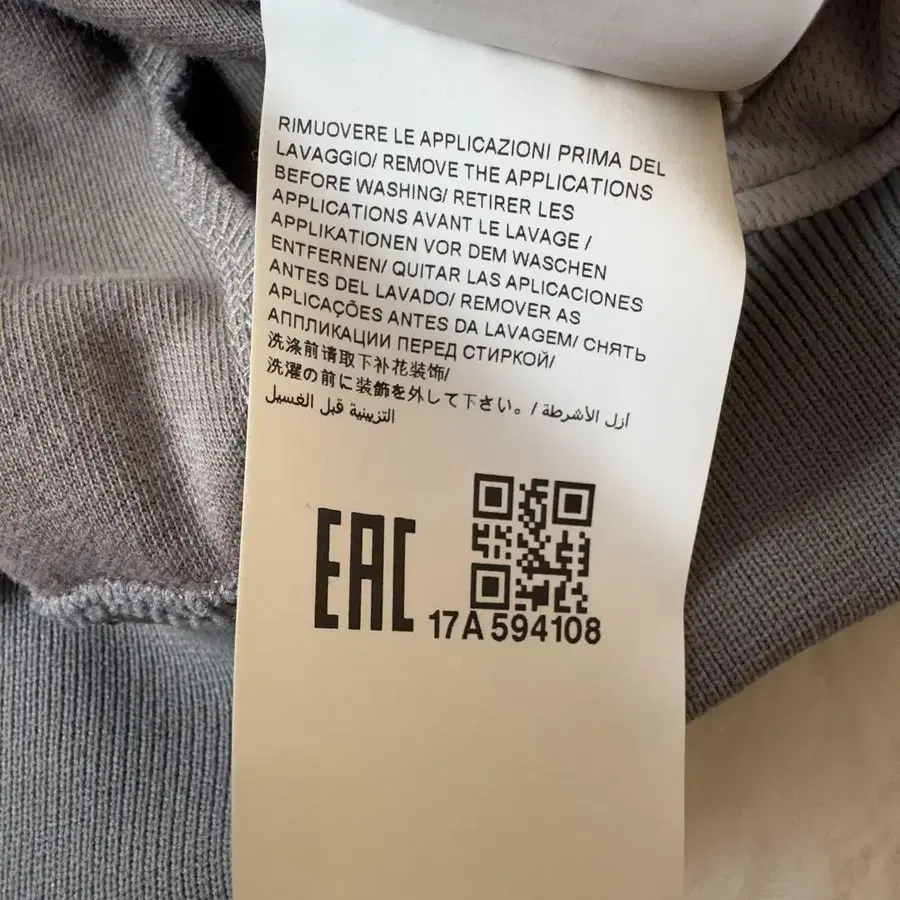 RIMUOVERE LE APPLICAZIONI PRIMA DEL
LAVAGGIO/ REMOVE THE APPLICATIONS
BEFORE WASHING/ RETIRER LES
APPLICATIONS AVANT LE LAVAGE /
APPLIKATIONEN VOR DEM WASCHEN
ENTFERNEN/ QUITAR LAS APLICACIONES
ANTES DEL LAVADO/ REMOVER AS
APLICAÇÕES ANTES DA LAVAGEM/ СНЯТЬ
АППЛИКАЦИИ ПЕРЕД СТИРКОЙ/
洗涤前请取下补花装饰/
洗濯の前に装飾を外して下さい。/ أزل الأشرطة
التزيينية قبل الغسيل
EAC
17A594108